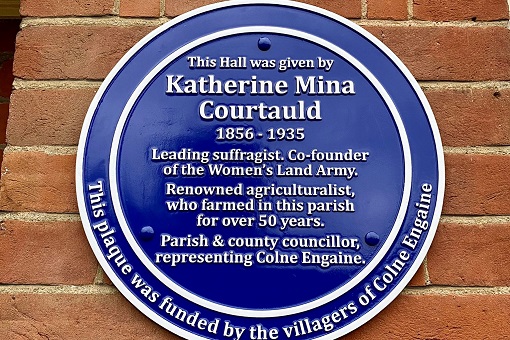 This Hall was given by
Katherine Mina
Courtauld
1856 - 1935
Leading suffragist. Co-founder
of the Women's Land Army.
Renowned agriculturalist,
who farmed in this parish
for over 50 years.
Parish & county councillor,
representing Colne Engaine.
This plaque was funded by the villagers of Colne Engaine